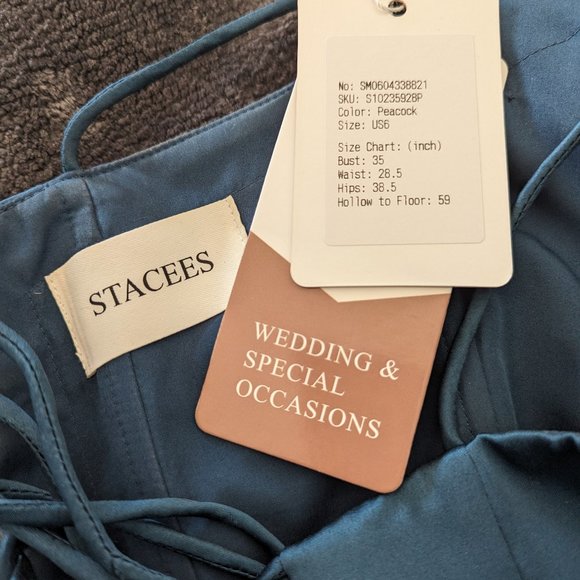 No: SM0604338821
SKU: S10235928P
Color: Peacock
Size: US6
Size Chart: (inch)
Bust: 35
Waist: 28.5
Hips: 38.5
Hollow to Floor: 59
STACEES
WEDDING &
SPECIAL
OCCASIONS